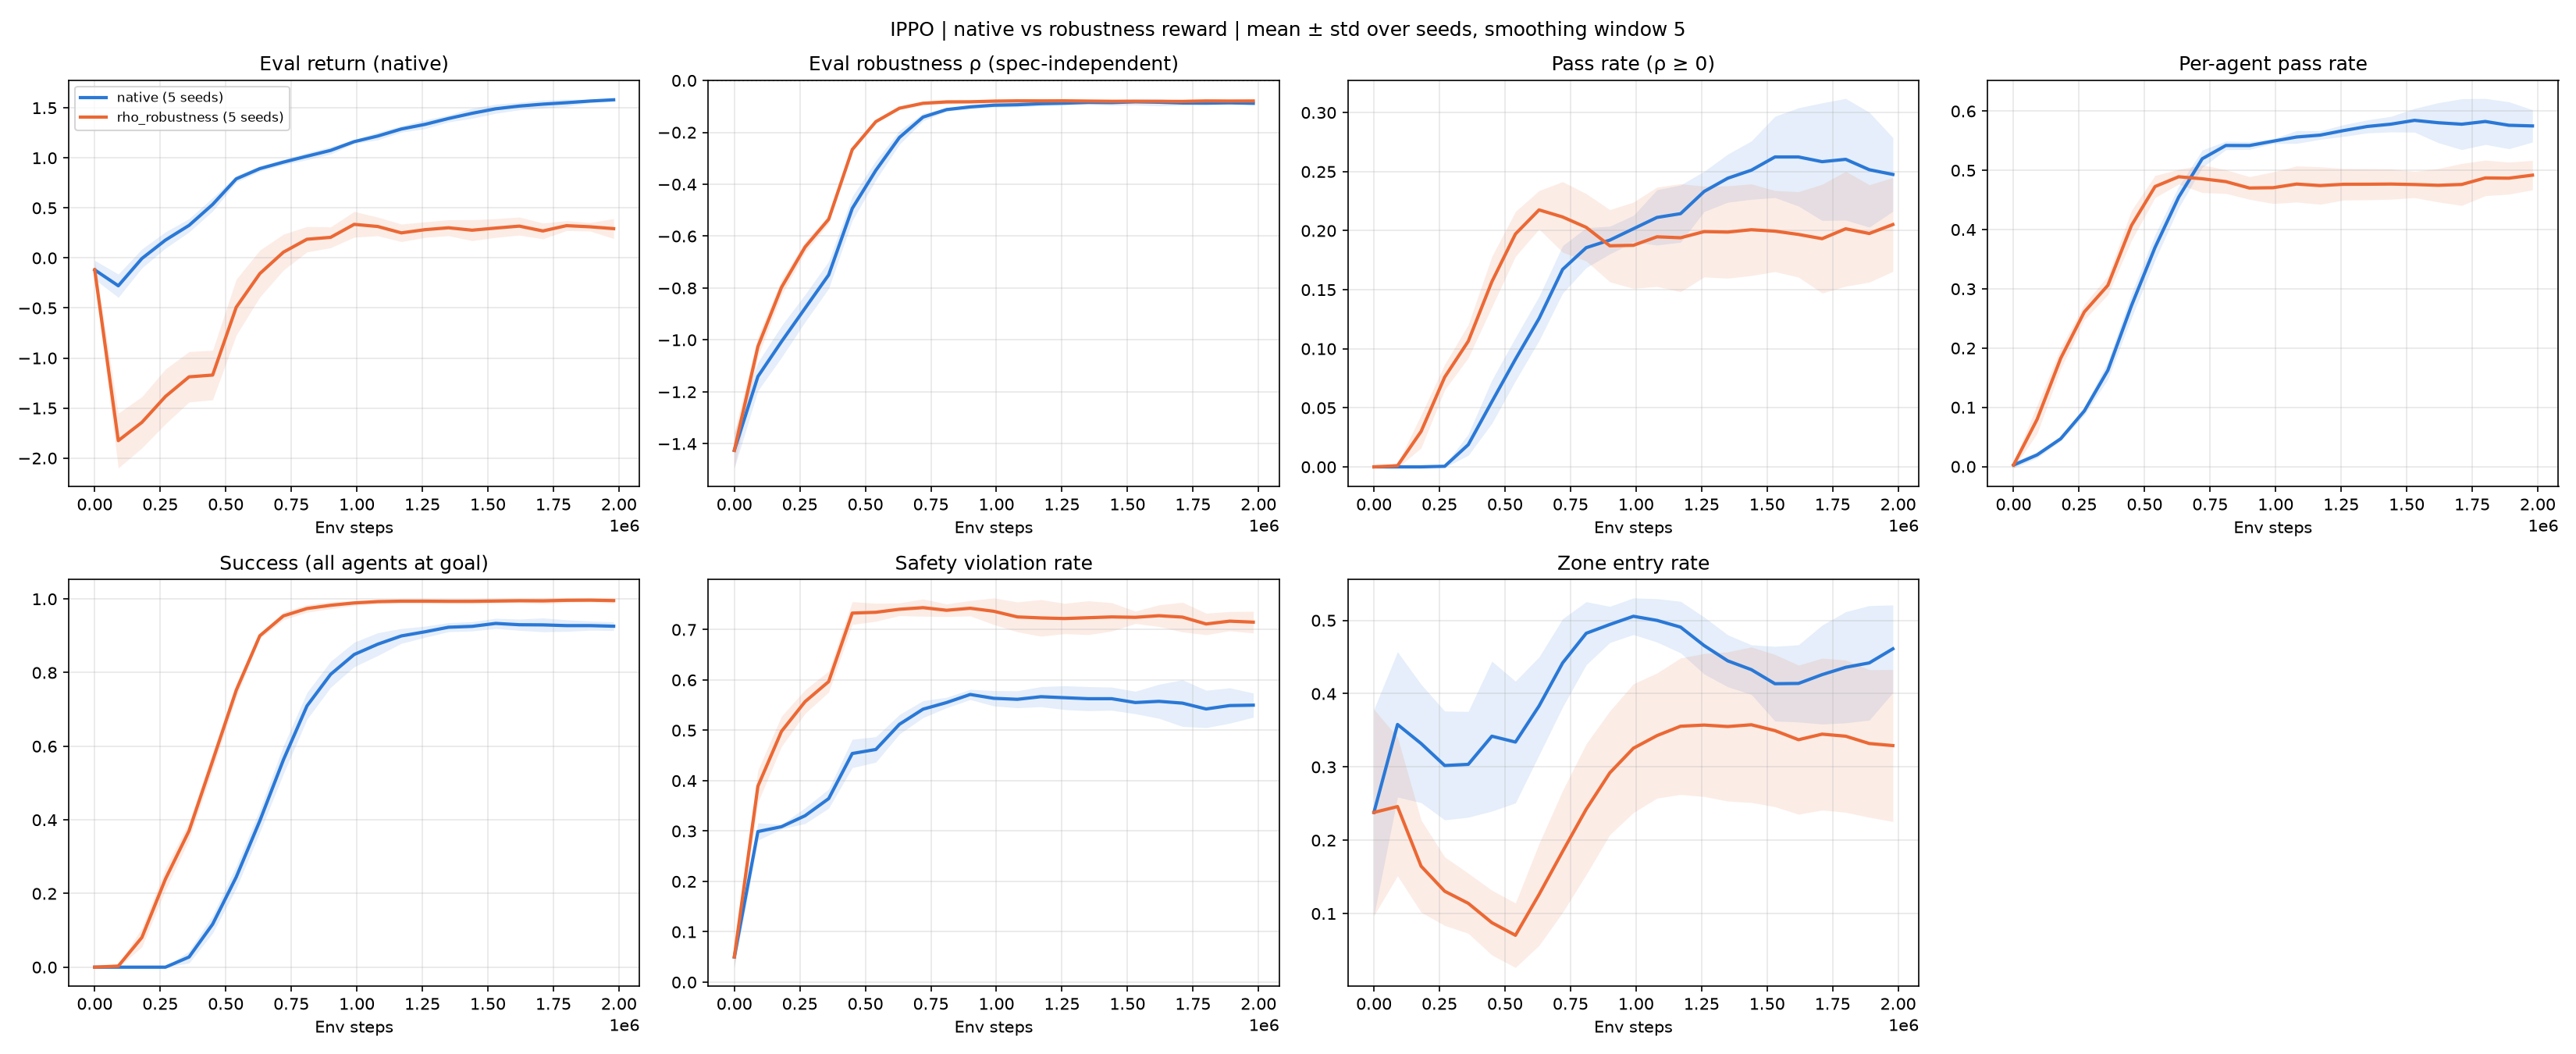 IPPO | native vs robustness reward | mean ± std over seeds, smoothing window 5
Eval return (native)
native (5 seeds)
rho_robustness (5 seeds)
1.5
1.0
0.5
0.0
−0.5
−1.0
−1.5
−2.0
0.00 0.25 0.50 0.75 1.00 1.25 1.50 1.75 2.00
1e6
Env steps
Eval robustness ρ (spec-independent)
0.0
−0.2
−0.4
−0.6
−0.8
−1.0
−1.2
−1.4
0.00 0.25 0.50 0.75 1.00 1.25 1.50 1.75 2.00
1e6
Env steps
Pass rate (ρ ≥ 0)
0.30
0.25
0.20
0.15
0.10
0.05
0.00
0.00 0.25 0.50 0.75 1.00 1.25 1.50 1.75 2.00
1e6
Env steps
Per-agent pass rate
0.6
0.5
0.4
0.3
0.2
0.1
0.0
0.00 0.25 0.50 0.75 1.00 1.25 1.50 1.75 2.00
1e6
Env steps
Success (all agents at goal)
1.0
0.8
0.6
0.4
0.2
0.0
0.00 0.25 0.50 0.75 1.00 1.25 1.50 1.75 2.00
1e6
Env steps
Safety violation rate
0.7
0.6
0.5
0.4
0.3
0.2
0.1
0.0
0.00 0.25 0.50 0.75 1.00 1.25 1.50 1.75 2.00
1e6
Env steps
Zone entry rate
0.5
0.4
0.3
0.2
0.1
0.00 0.25 0.50 0.75 1.00 1.25 1.50 1.75 2.00
1e6
Env steps